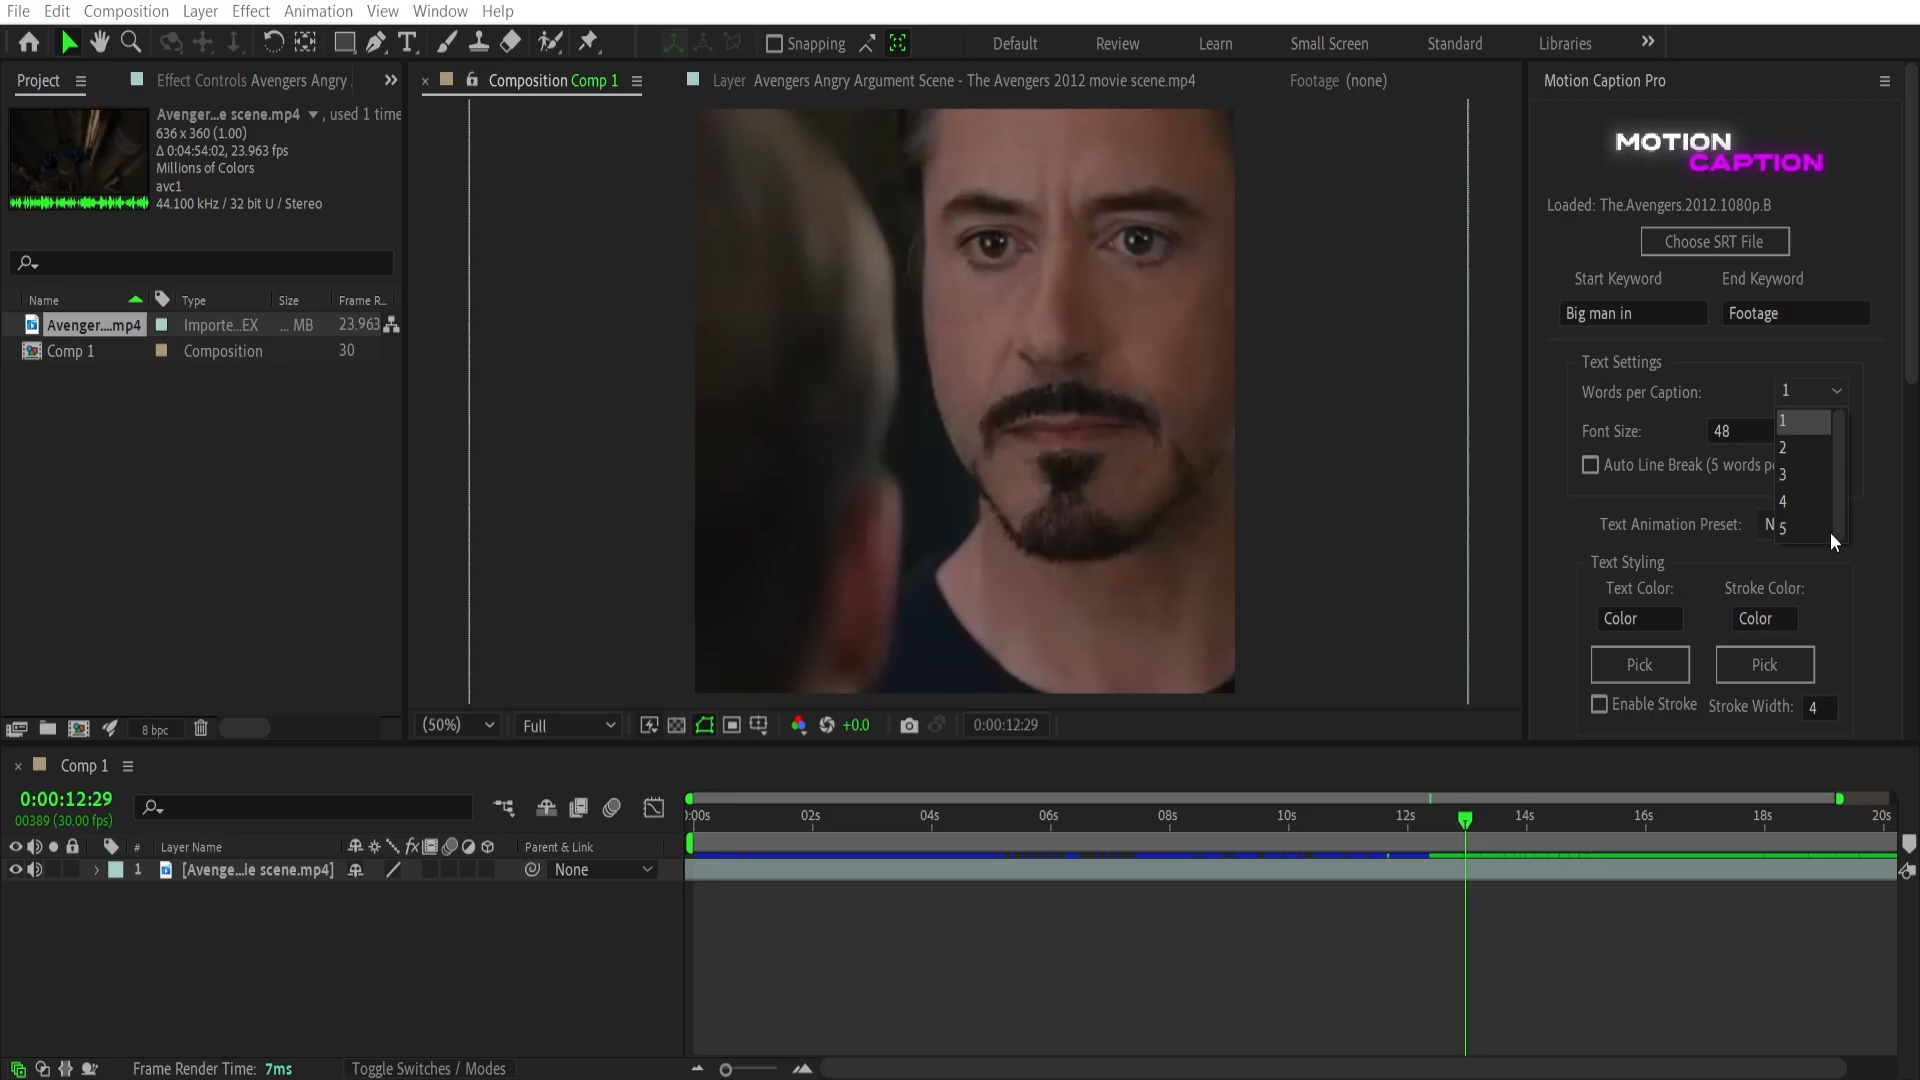 File Edit Composition Layer Effect Animation View Window Help
Snapping Default Review Learn Small Screen Standard Libraries
Project
Effect Controls Avengers Angry
Composition Comp 1
Layer Avengers Angry Argument Scene - The Avengers 2012 movie scene.mp4
Footage (none)
Motion Caption Pro
Avenger...e scene.mp4 , used 1 time
636 x 360 (1.00)
Δ 0:04:54:02, 23.963 fps
Millions of Colors
avc1
44.100 kHz / 32 bit U / Stereo
Name Type Size Frame R...
Avenger....mp4 Importe...EX ... MB 23.963
Comp 1 Composition 30
8 bpc
(50%) Full +0.0 0:00:12:29
MOTION
CAPTION
Loaded: The.Avengers.2012.1080p.B
Choose SRT File
Start Keyword End Keyword
Big man in Footage
Text Settings
Words per Caption: 1
1
2
3
4
5
Font Size: 48
Auto Line Break (5 words p
Text Animation Preset: N
Text Styling
Text Color: Stroke Color:
Color Color
Pick Pick
Enable Stroke Stroke Width: 4
Comp 1
0:00:12:29
00389 (30.00 fps)
0:00s 02s 04s 06s 08s 10s 12s 14s 16s 18s 20s
# Layer Name fx Parent & Link
1 [Avenge...ie scene.mp4] None
Frame Render Time: 7ms Toggle Switches / Modes